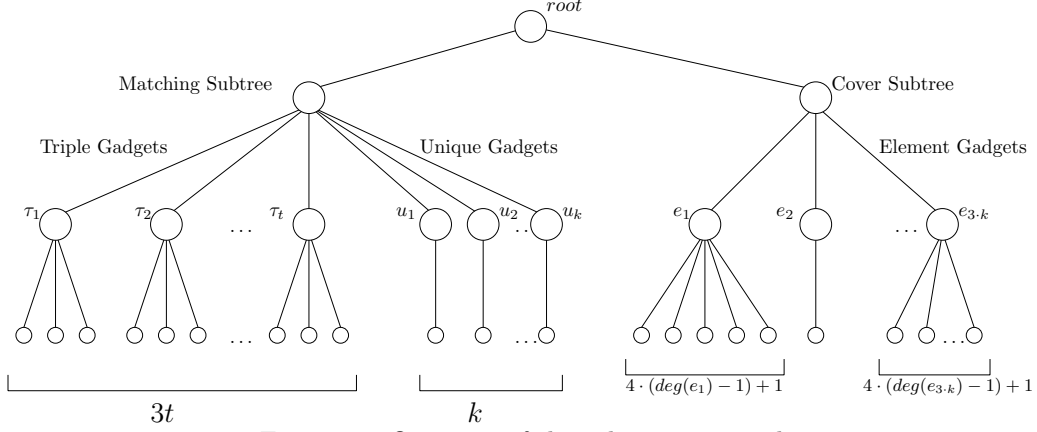 root
Matching Subtree
Cover Subtree
Triple Gadgets
Unique Gadgets
Element Gadgets
τ₁ τ₂ ... τₜ u₁ u₂ ... uₖ e₁ e₂ ... e₃.ₖ
... ... ...
4 · (deg(e₁) − 1) + 1
4 · (deg(e₃.ₖ) − 1) + 1
3t
k